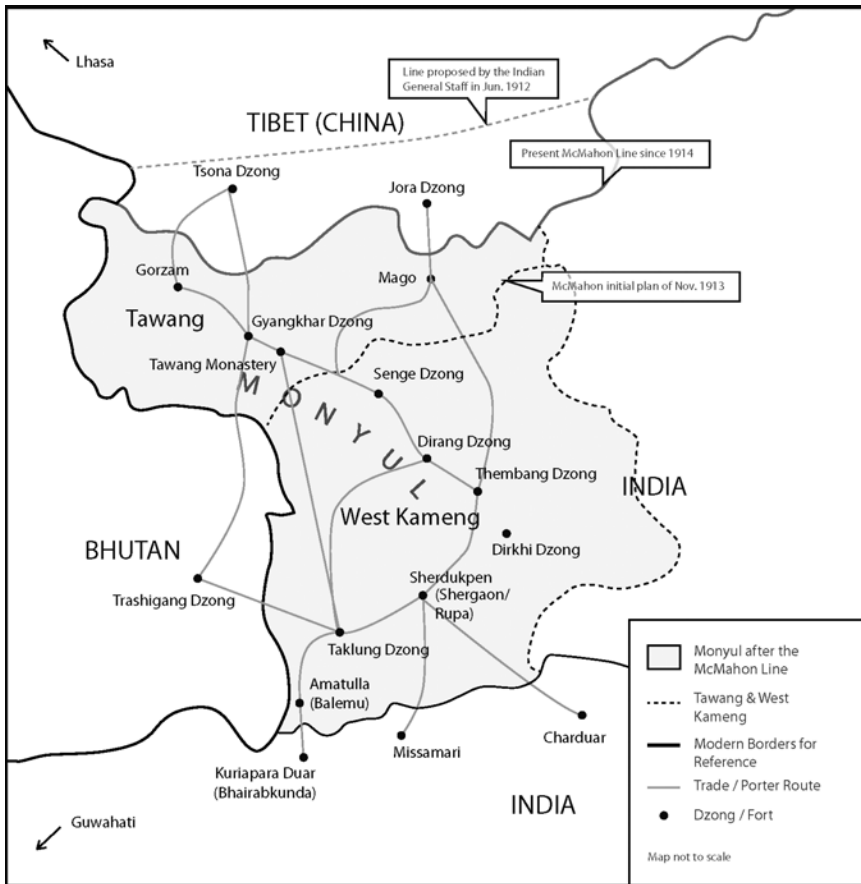 Lhasa
Line proposed by the Indian
General Staff in Jun. 1912
TIBET (CHINA)
Present McMahon Line since 1914
Tsona Dzong
Jora Dzong
Gorzam
Mago
McMahon initial plan of Nov. 1913
Tawang
Gyangkhar Dzong
Tawang Monastery
Senge Dzong
MONYUL
Dirang Dzong
Thembang Dzong
INDIA
West Kameng
BHUTAN
Dirkhi Dzong
Trashigang Dzong
Sherdukpen
(Shergaon/
Rupa)
Taklung Dzong
Amatulla
(Balemu)
Missamari
Charduar
Kuriapara Duar
(Bhairabkunda)
INDIA
Guwahati
Monyul after the
McMahon Line
Tawang & West
Kameng
Modern Borders for
Reference
Trade / Porter Route
Dzong / Fort
Map not to scale